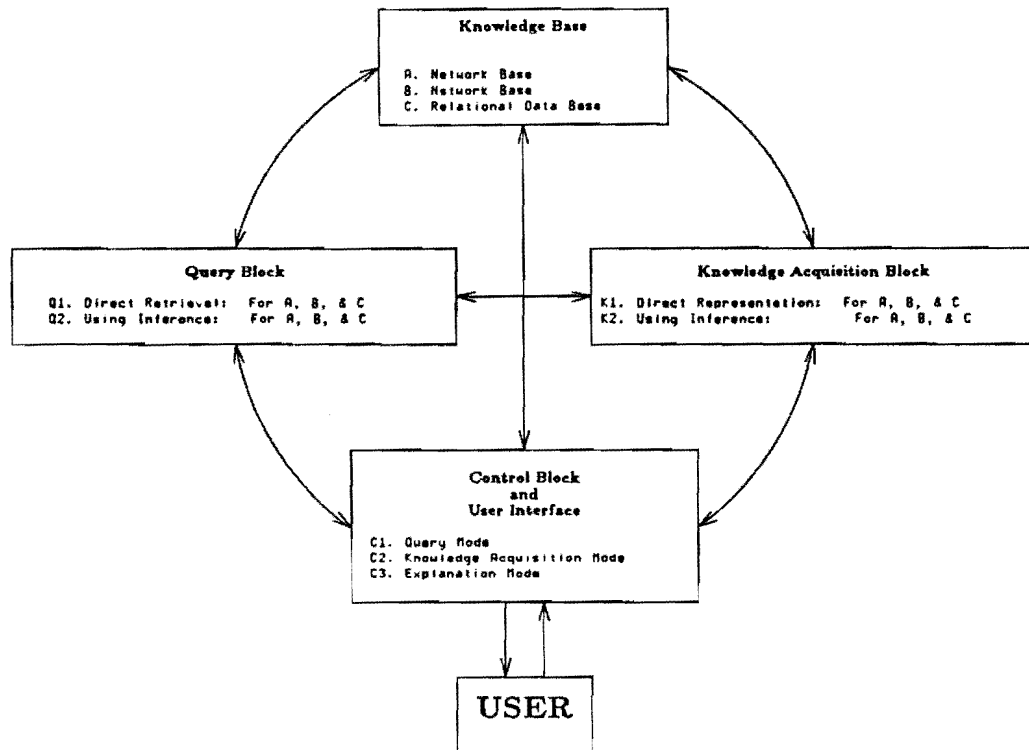 Knowledge Base
A. Network Base
B. Network Base
C. Relational Data Base
Query Block
Q1. Direct Retrieval: For A, B, & C
Q2. Using Inference: For A, B, & C
Knowledge Acquisition Block
K1. Direct Representation: For A, B, & C
K2. Using Inference: For A, B, & C
Control Block
and
User Interface
C1. Query Mode
C2. Knowledge Acquisition Mode
C3. Explanation Mode
USER